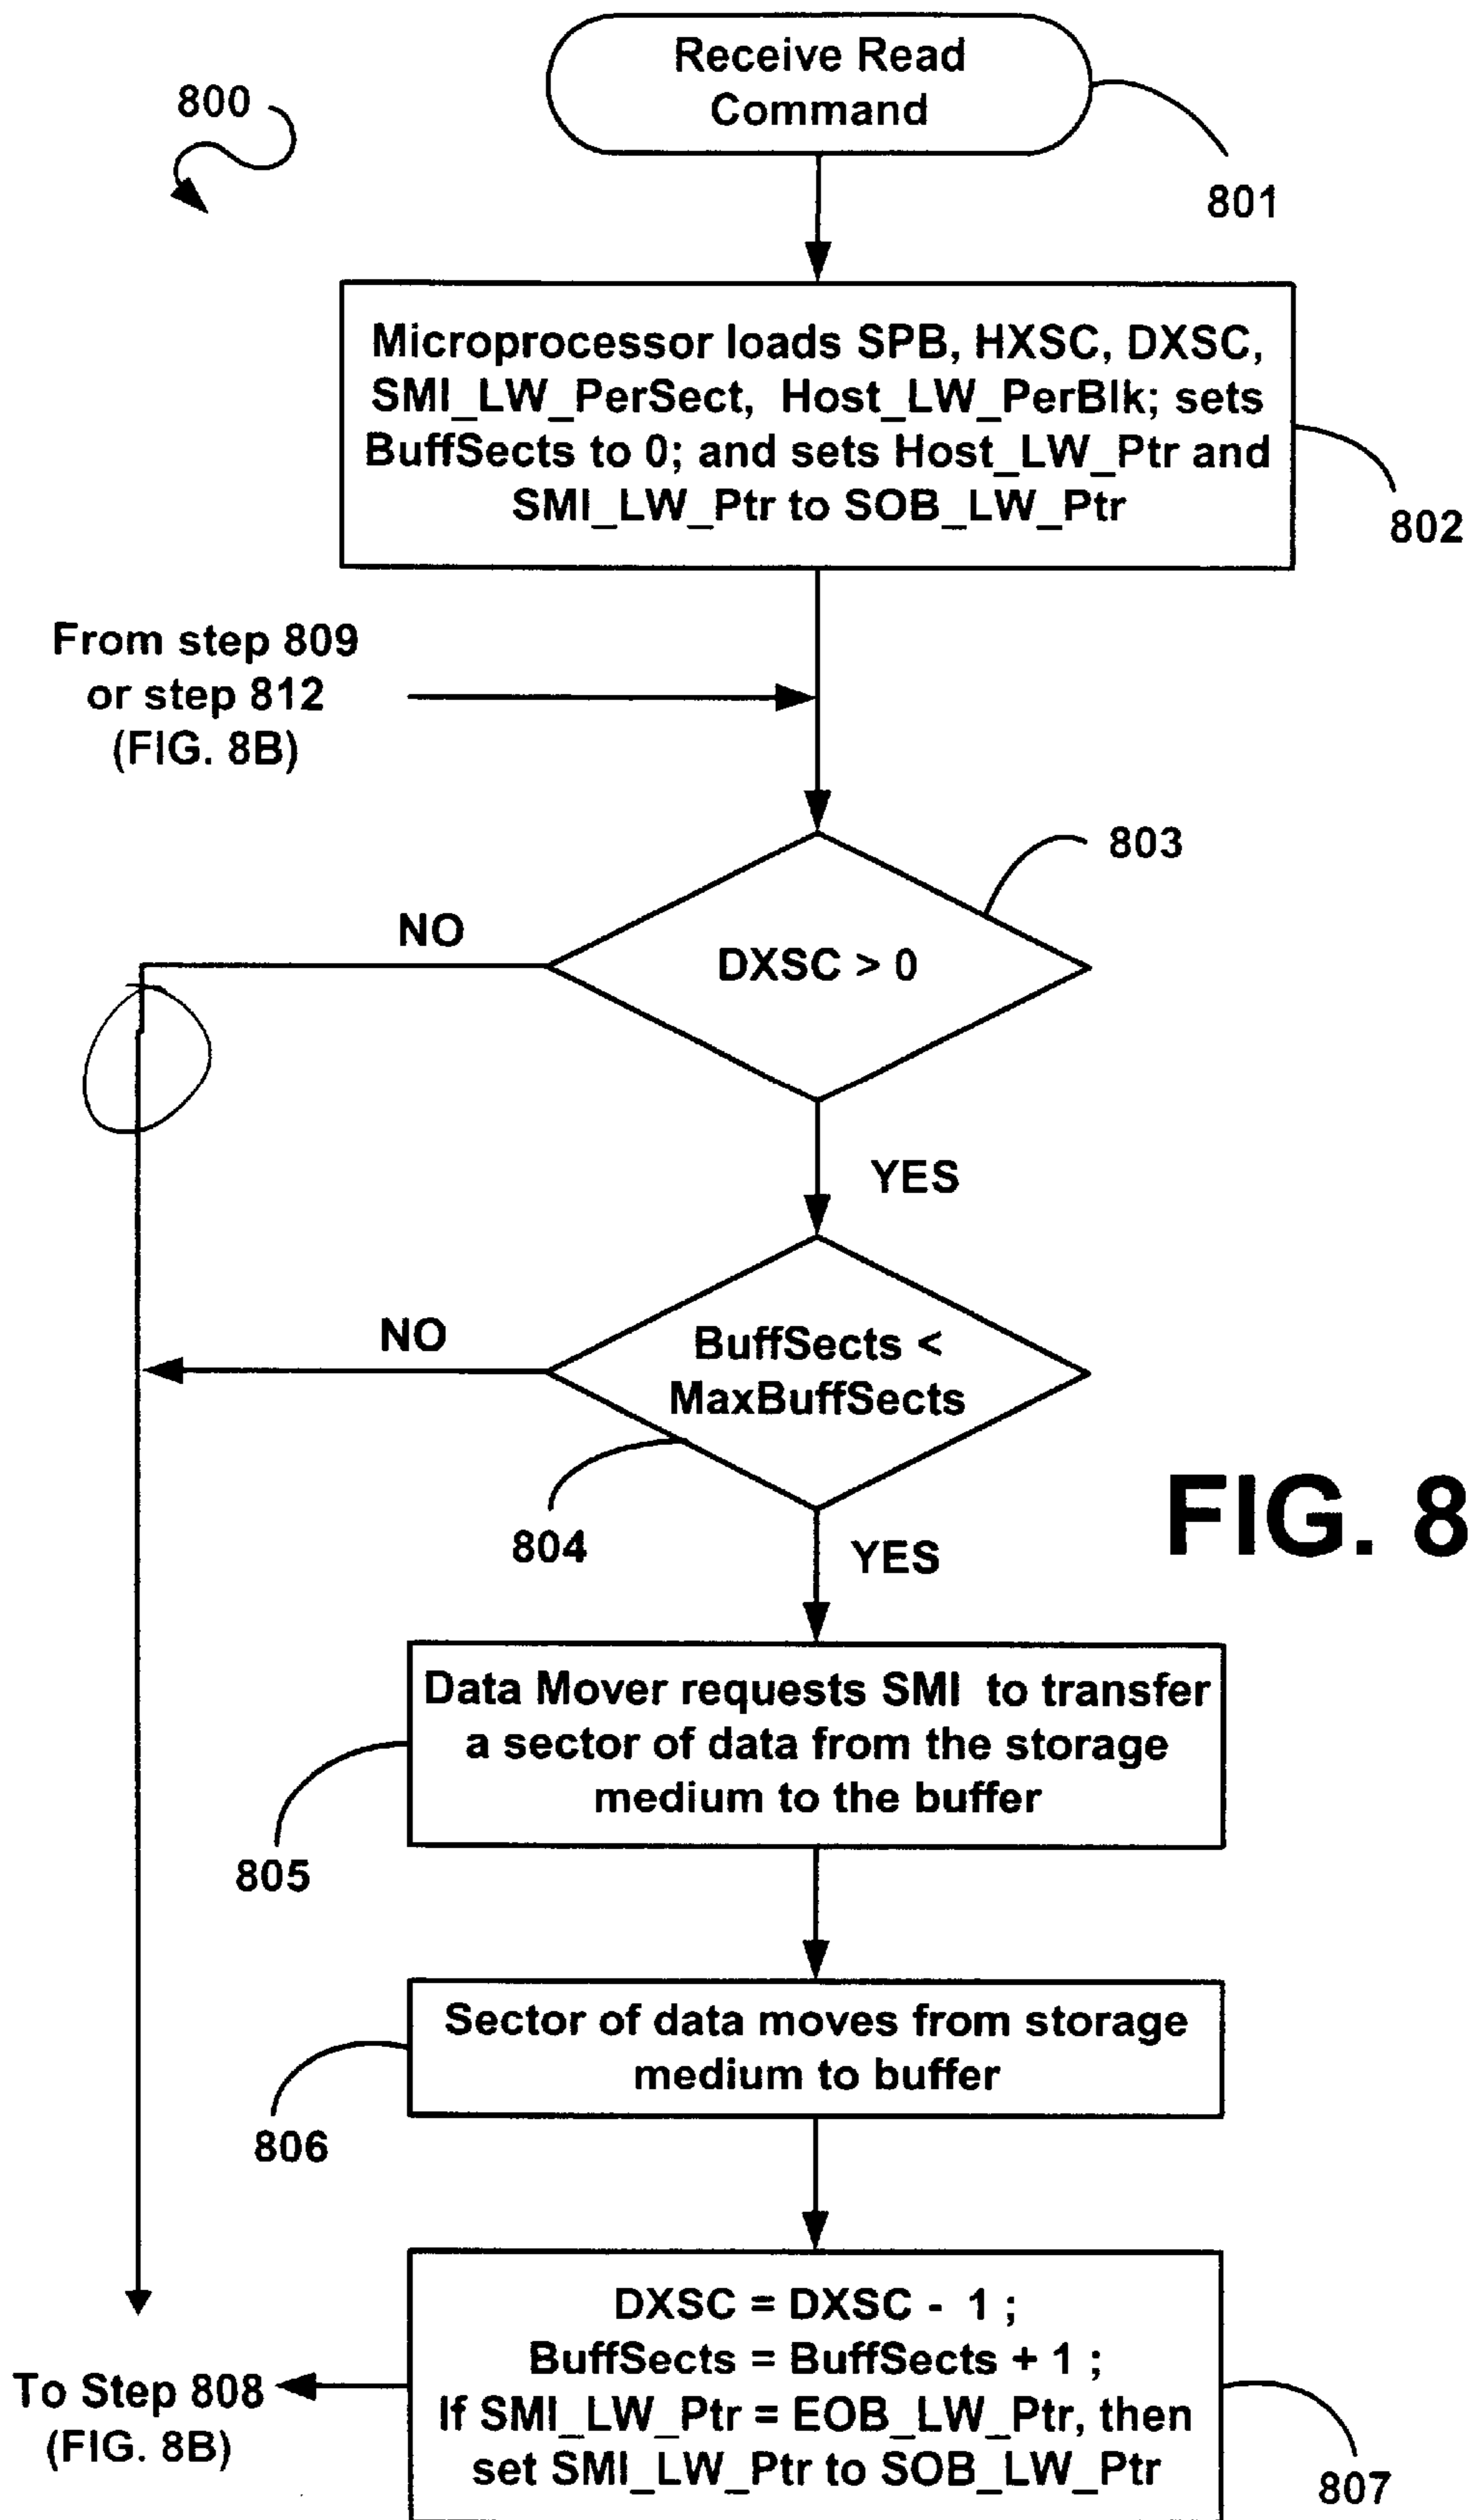 Receive Read
Command
800
801
Microprocessor loads SPB, HXSC, DXSC,
SMI_LW_PerSect, Host_LW_PerBlk; sets
BuffSects to 0; and sets Host_LW_Ptr and
SMI_LW_Ptr to SOB_LW_Ptr
802
From step 809
or step 812
(FIG. 8B)
803
NO
DXSC > 0
YES
NO
BuffSects <
MaxBuffSects
804
YES
FIG. 8
Data Mover requests SMI to transfer
a sector of data from the storage
medium to the buffer
805
Sector of data moves from storage
medium to buffer
806
DXSC = DXSC - 1 ;
BuffSects = BuffSects + 1 ;
If SMI_LW_Ptr = EOB_LW_Ptr, then
set SMI_LW_Ptr to SOB_LW_Ptr
To Step 808
(FIG. 8B)
807